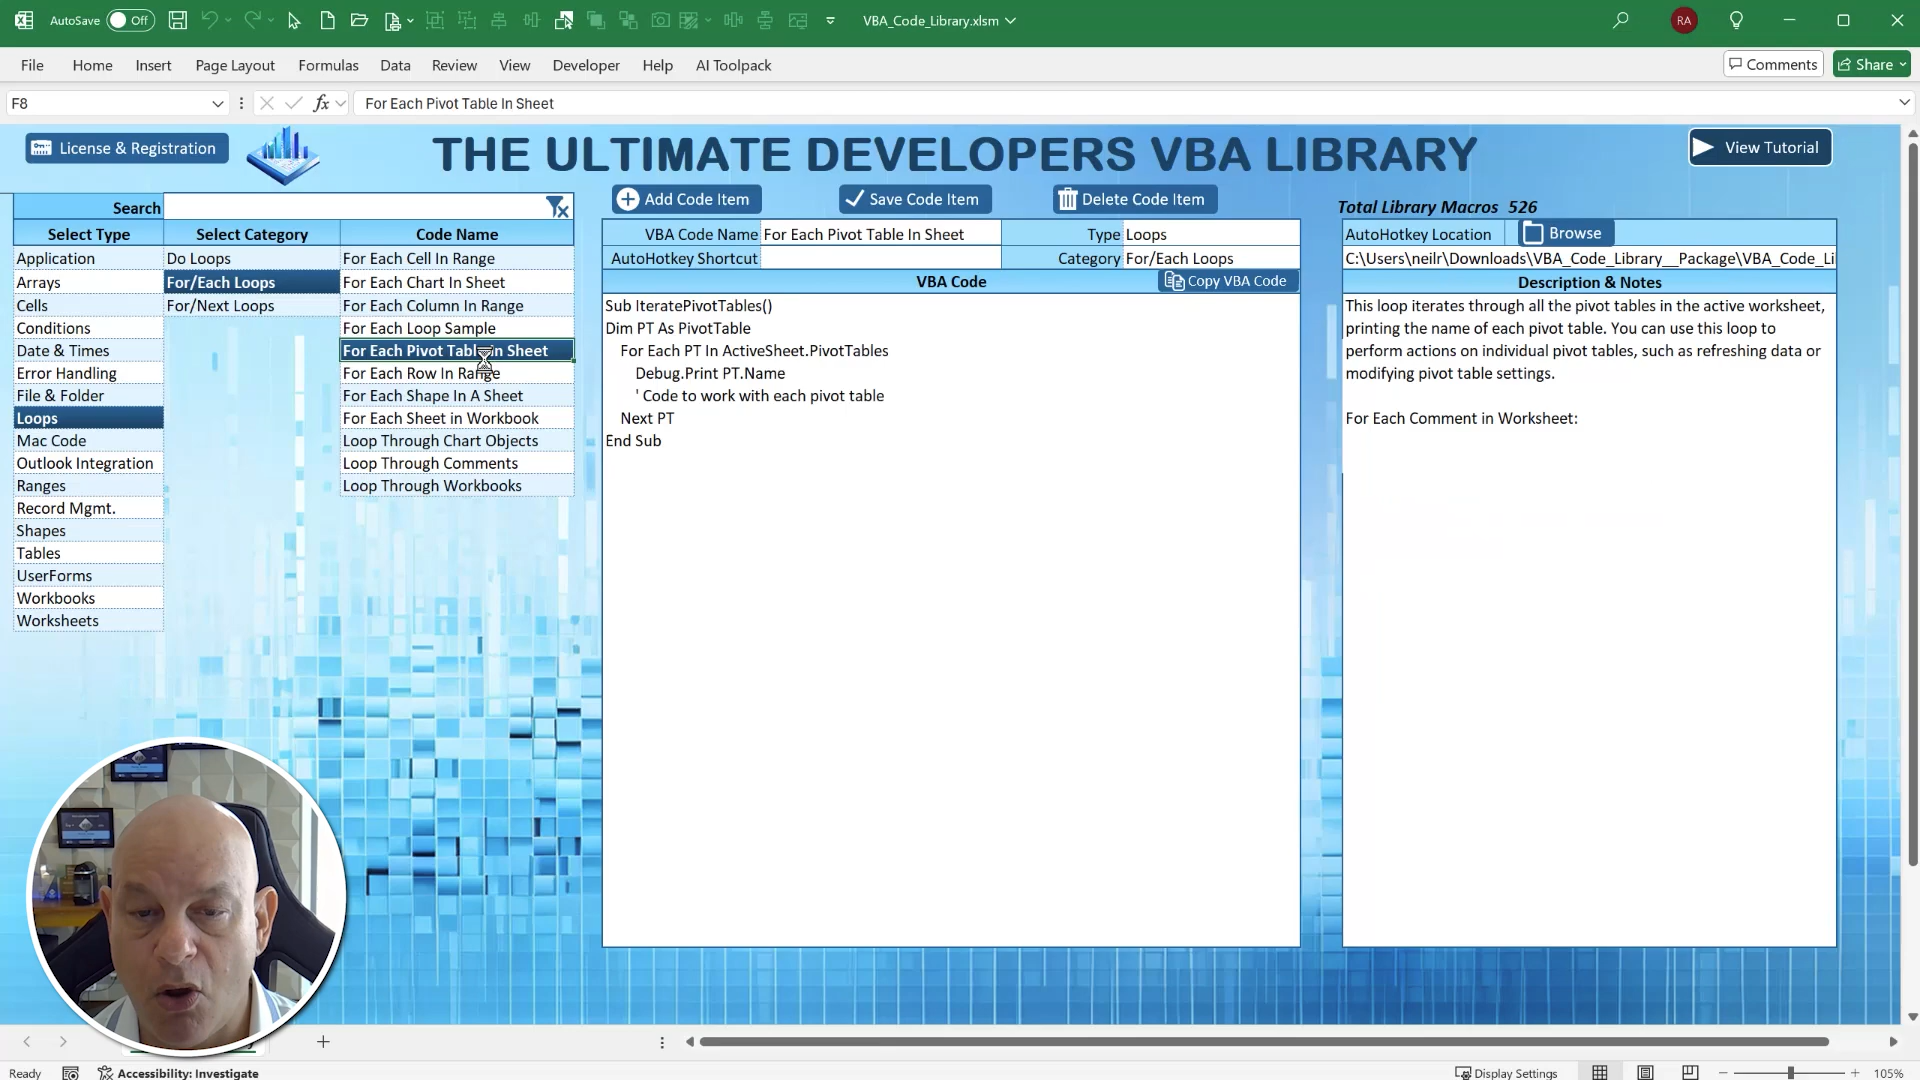 AutoSave Off VBA_Code_Library.xlsm RA
File Home Insert Page Layout Formulas Data Review View Developer Help AI Toolpack Comments Share
F8 fx For Each Pivot Table In Sheet
License & Registration
THE ULTIMATE DEVELOPERS VBA LIBRARY
View Tutorial
Search
Add Code Item Save Code Item Delete Code Item
Total Library Macros 526
Select Type Select Category Code Name
Application Do Loops For Each Cell In Range
Arrays For/Each Loops For Each Chart In Sheet
Cells For/Next Loops For Each Column In Range
Conditions For Each Loop Sample
Date & Times For Each Pivot Table In Sheet
Error Handling For Each Row In Range
File & Folder For Each Shape In A Sheet
Loops For Each Sheet in Workbook
Mac Code Loop Through Chart Objects
Outlook Integration Loop Through Comments
Ranges Loop Through Workbooks
Record Mgmt.
Shapes
Tables
UserForms
Workbooks
Worksheets
VBA Code Name For Each Pivot Table In Sheet Type Loops
AutoHotkey Shortcut Category For/Each Loops
VBA Code Copy VBA Code
Sub IteratePivotTables()
Dim PT As PivotTable
For Each PT In ActiveSheet.PivotTables
Debug.Print PT.Name
' Code to work with each pivot table
Next PT
End Sub
AutoHotkey Location Browse
C:\Users\neilr\Downloads\VBA_Code_Library__Package\VBA_Code_Li
Description & Notes
This loop iterates through all the pivot tables in the active worksheet,
printing the name of each pivot table. You can use this loop to
perform actions on individual pivot tables, such as refreshing data or
modifying pivot table settings.
For Each Comment in Worksheet:
Ready Accessibility: Investigate Display Settings 105%